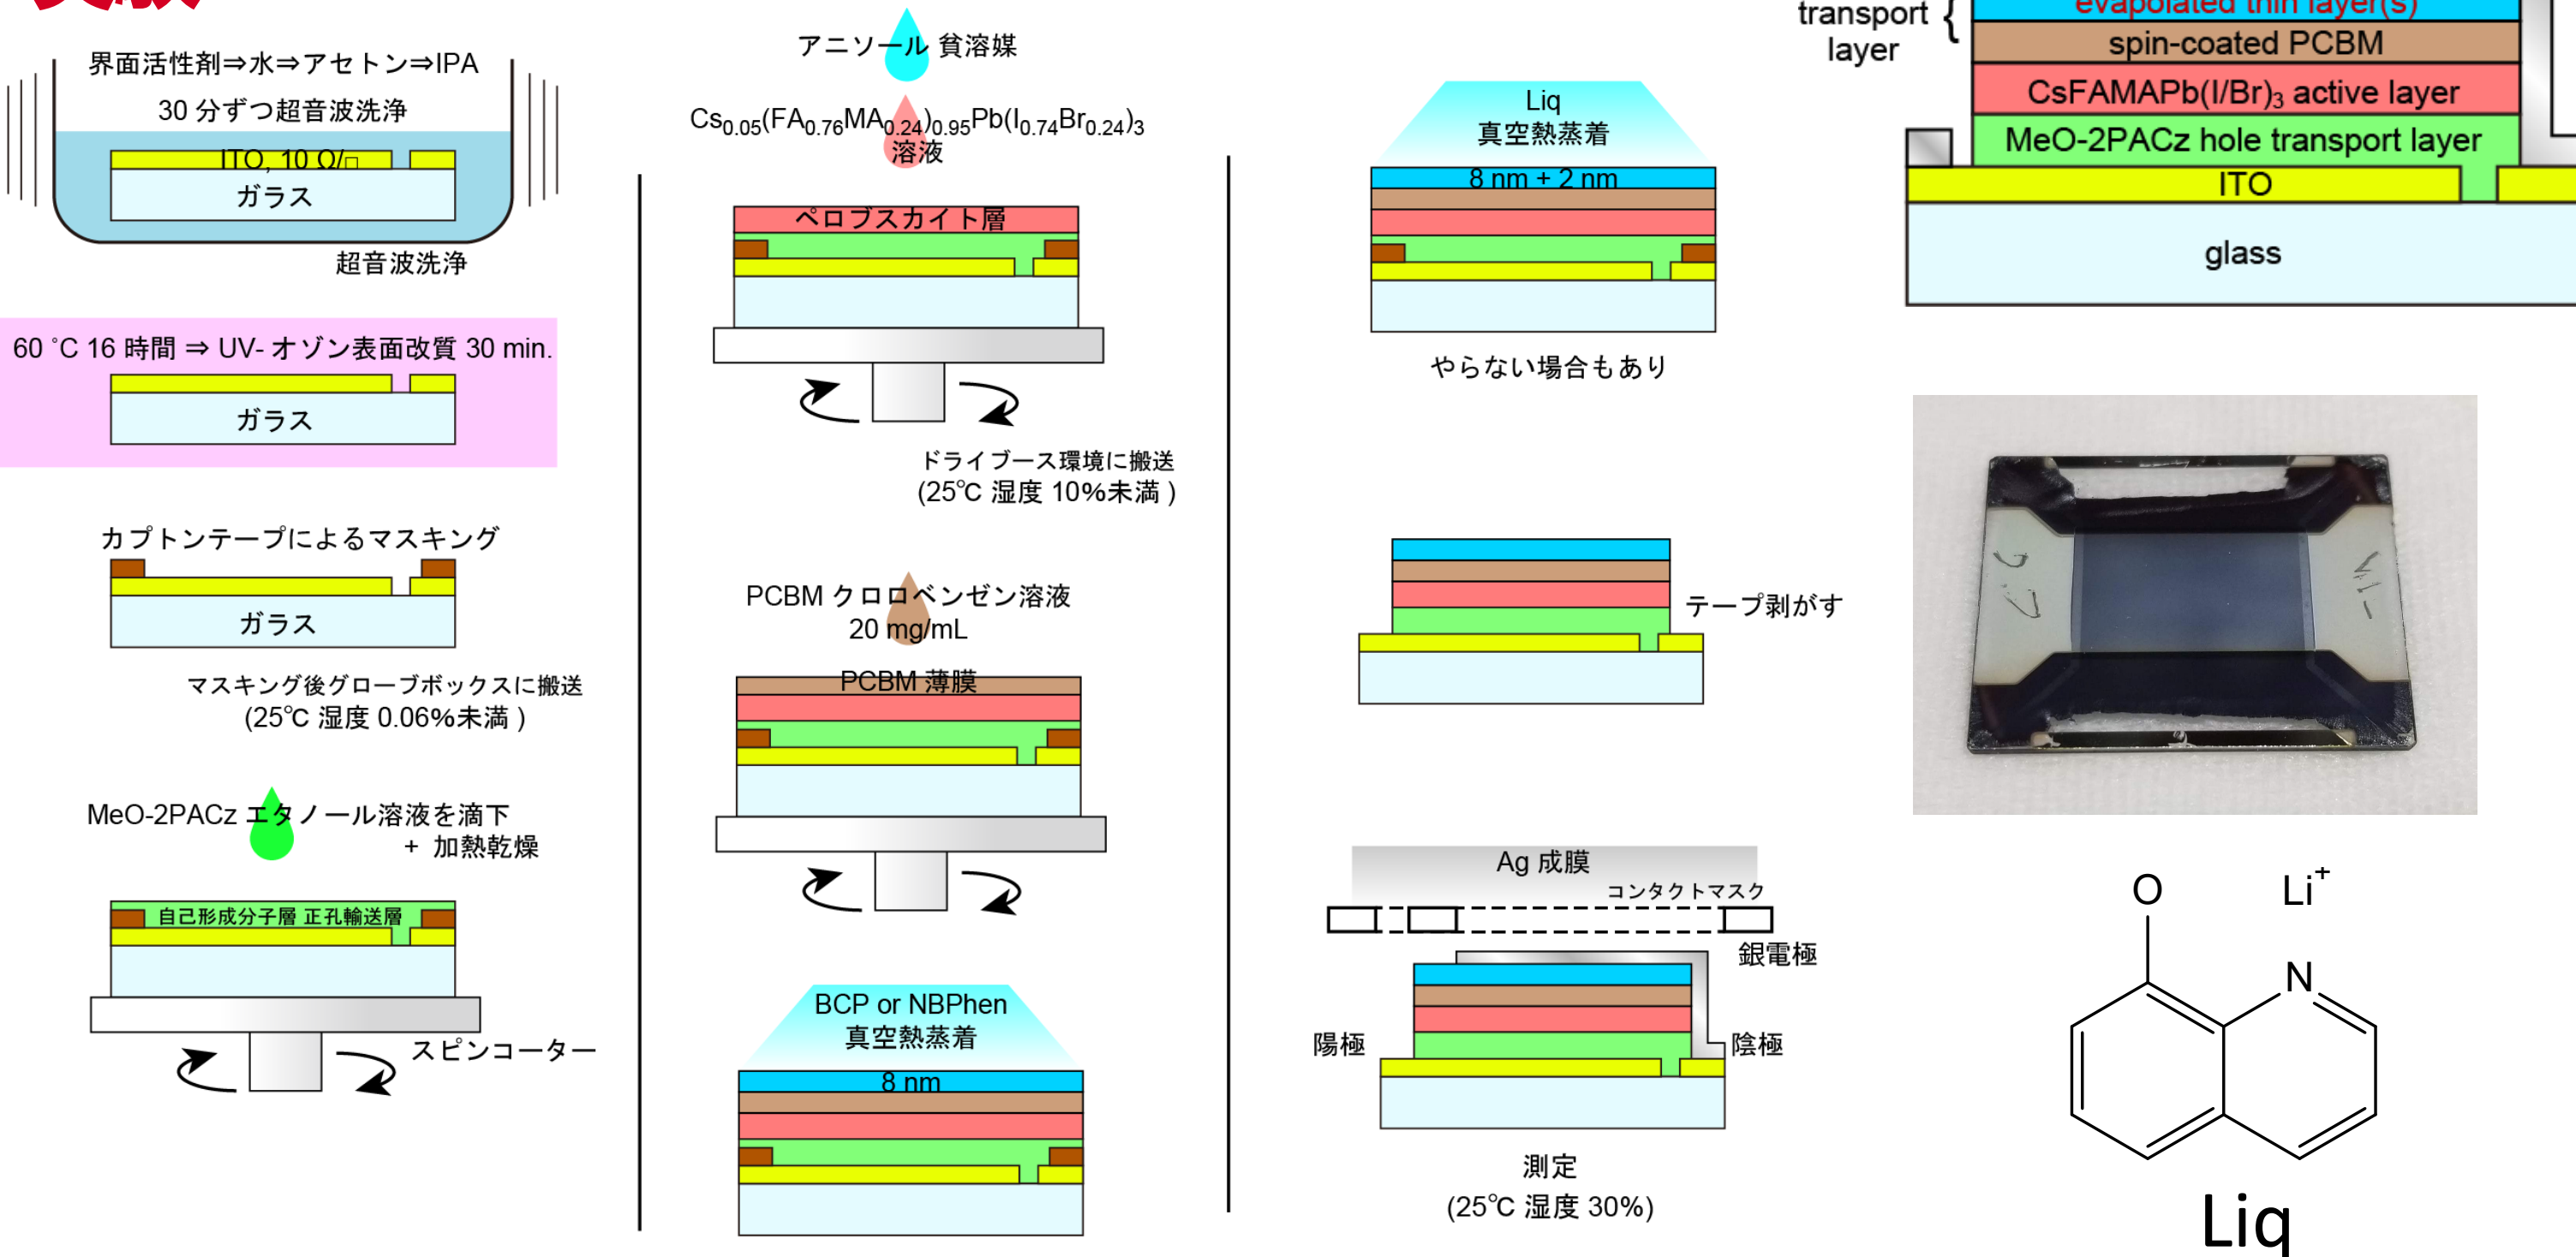 界面活性剤⇒水⇒アセトン⇒IPA
30 分ずつ超音波洗浄
ITO, 10 Ω/□
ガラス
超音波洗浄
60 ˚C 16 時間 ⇒ UV- オゾン表面改質 30 min.
ガラス
カプトンテープによるマスキング
ガラス
マスキング後グローブボックスに搬送
(25℃ 湿度 0.06%未満 )
MeO-2PACz エタノール溶液を滴下
+ 加熱乾燥
自己形成分子層 正孔輸送層
スピンコーター
アニソール 貧溶媒
Cs0.05(FA0.76MA0.24)0.95Pb(I0.74Br0.24)3
溶液
ペロブスカイト層
ドライブース環境に搬送
(25℃ 湿度 10%未満 )
PCBM クロロベンゼン溶液
20 mg/mL
PCBM 薄膜
BCP or NBPhen
真空熱蒸着
8 nm
Liq
真空熱蒸着
8 nm + 2 nm
やらない場合もあり
テープ剥がす
Ag 成膜
コンタクトマスク
銀電極
陽極
陰極
測定
(25℃ 湿度 30%)
transport
layer
evapolated thin layer(s)
spin-coated PCBM
CsFAMAPb(I/Br)3 active layer
MeO-2PACz hole transport layer
ITO
glass
O
Li+
N
Liq